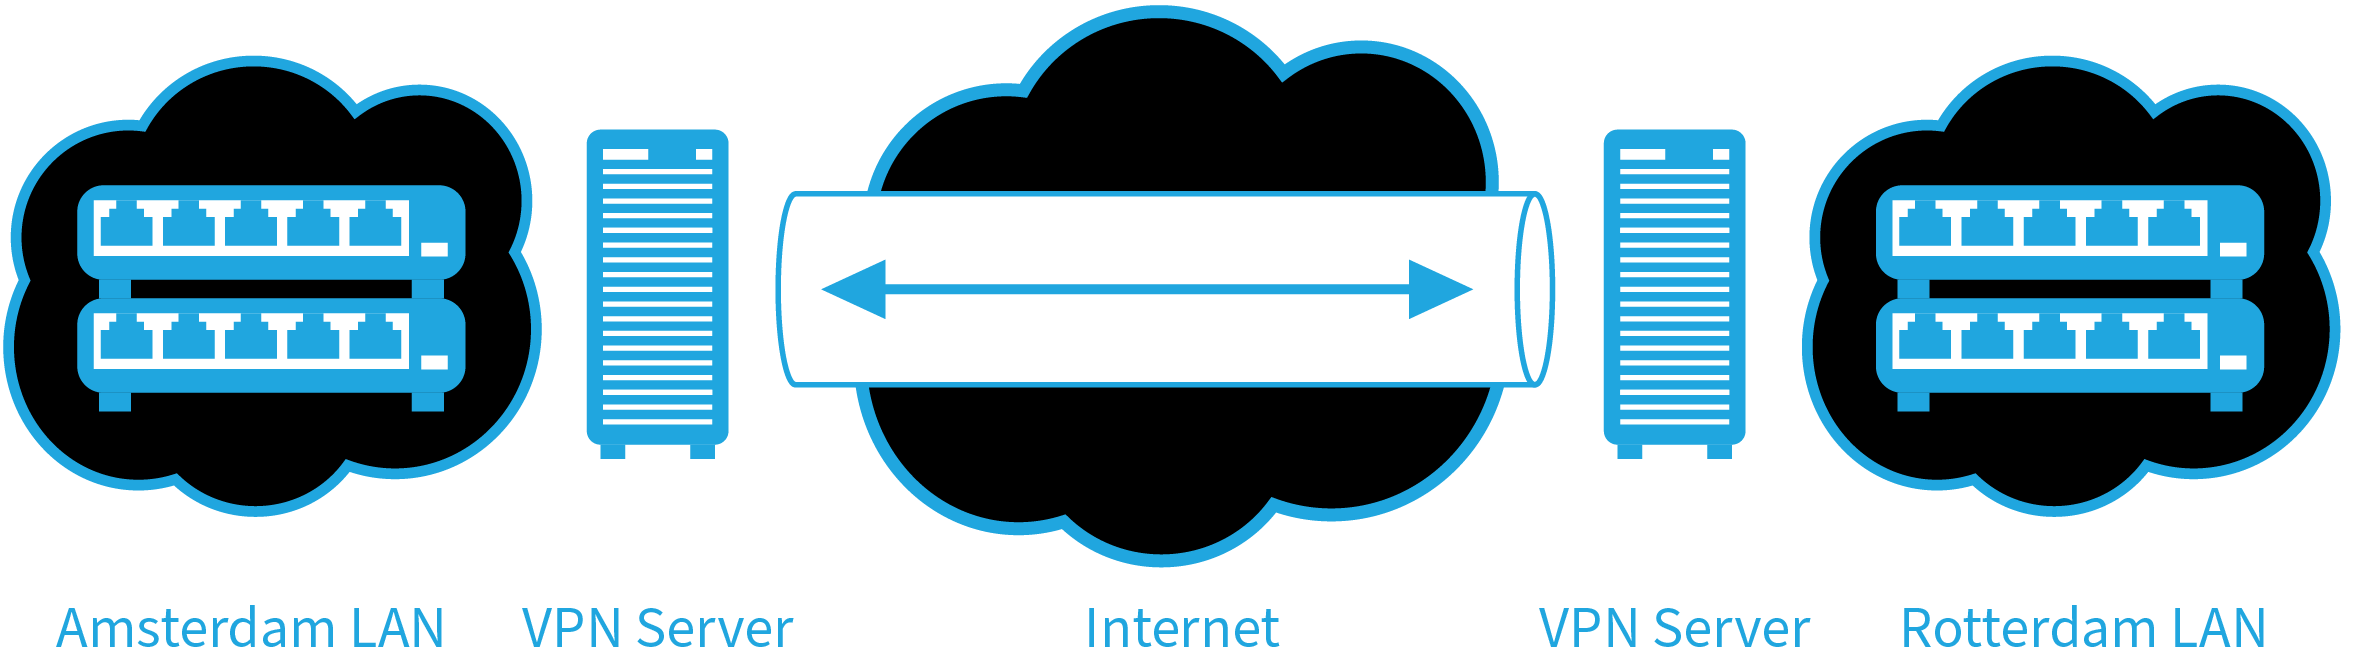 Amsterdam LAN VPN Server Internet VPN Server Rotterdam LAN